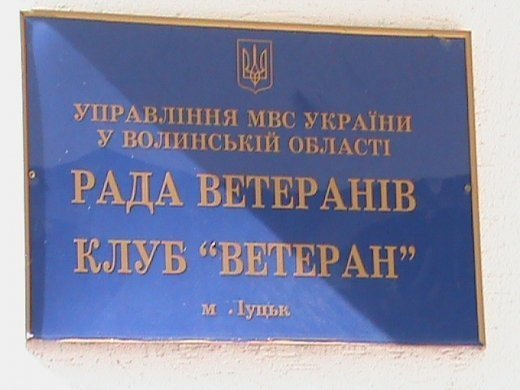 УПРАВЛІННЯ МВС УКРАЇНИ
У ВОЛИНСЬКІЙ ОБЛАСТІ
РАДА ВЕТЕРАНІВ
КЛУБ “ВЕТЕРАН”
м .Луцьк